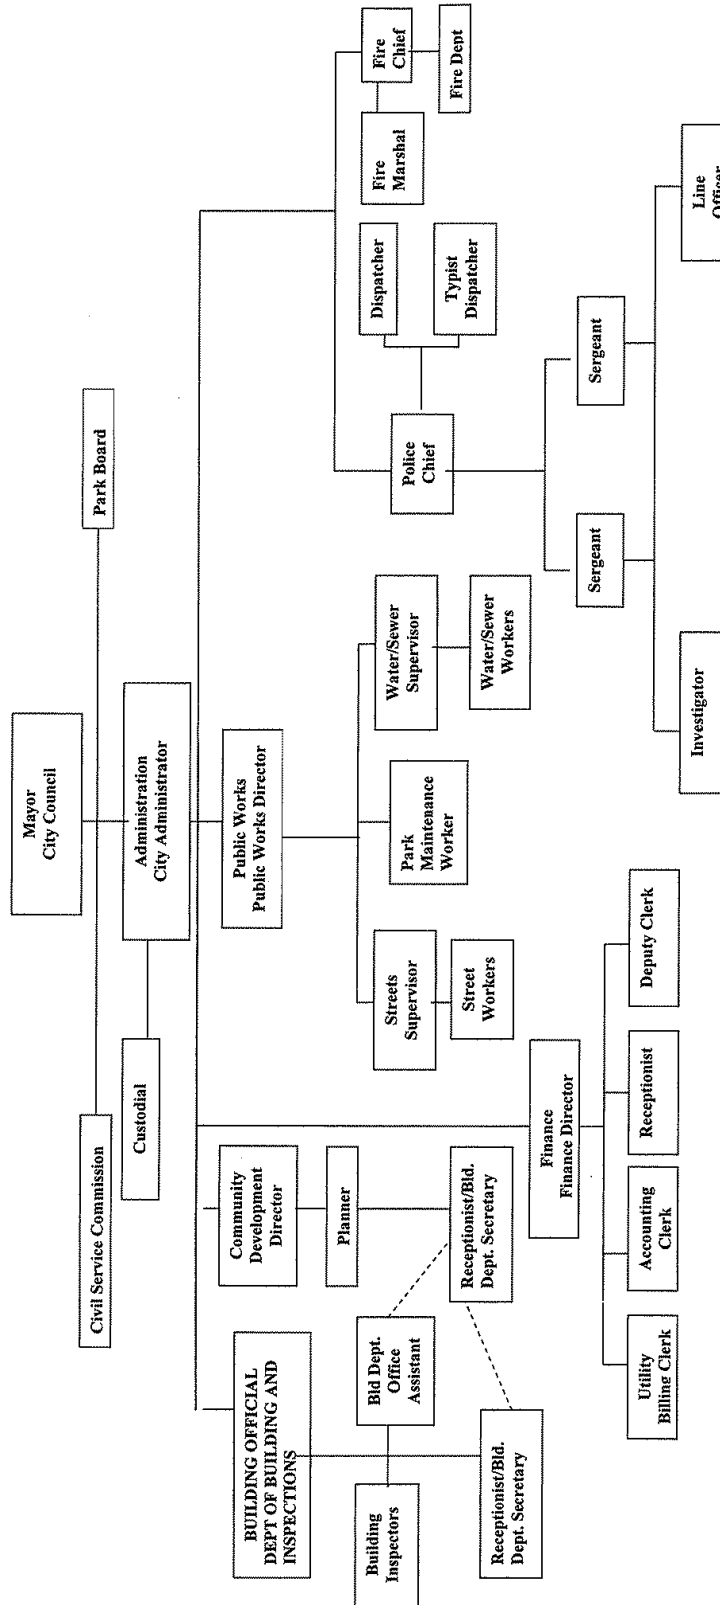 Mayor
City Council
Civil Service Commission
Park Board
Administration
City Administrator
Custodial
BUILDING OFFICIAL
DEPT OF BUILDING AND
INSPECTIONS
Community
Development
Director
Public Works
Public Works Director
Planner
Building
Inspectors
Bld Dept.
Office
Assistant
Receptionist/Bld.
Dept. Secretary
Receptionist/Bld.
Dept. Secretary
Streets
Supervisor
Park
Maintenance
Worker
Water/Sewer
Supervisor
Street
Workers
Water/Sewer
Workers
Police
Chief
Dispatcher
Typist
Dispatcher
Fire
Marshal
Fire
Chief
Fire Dept
Finance
Finance Director
Utility
Billing Clerk
Accounting
Clerk
Receptionist
Deputy Clerk
Sergeant
Sergeant
Investigator
Line
Officer